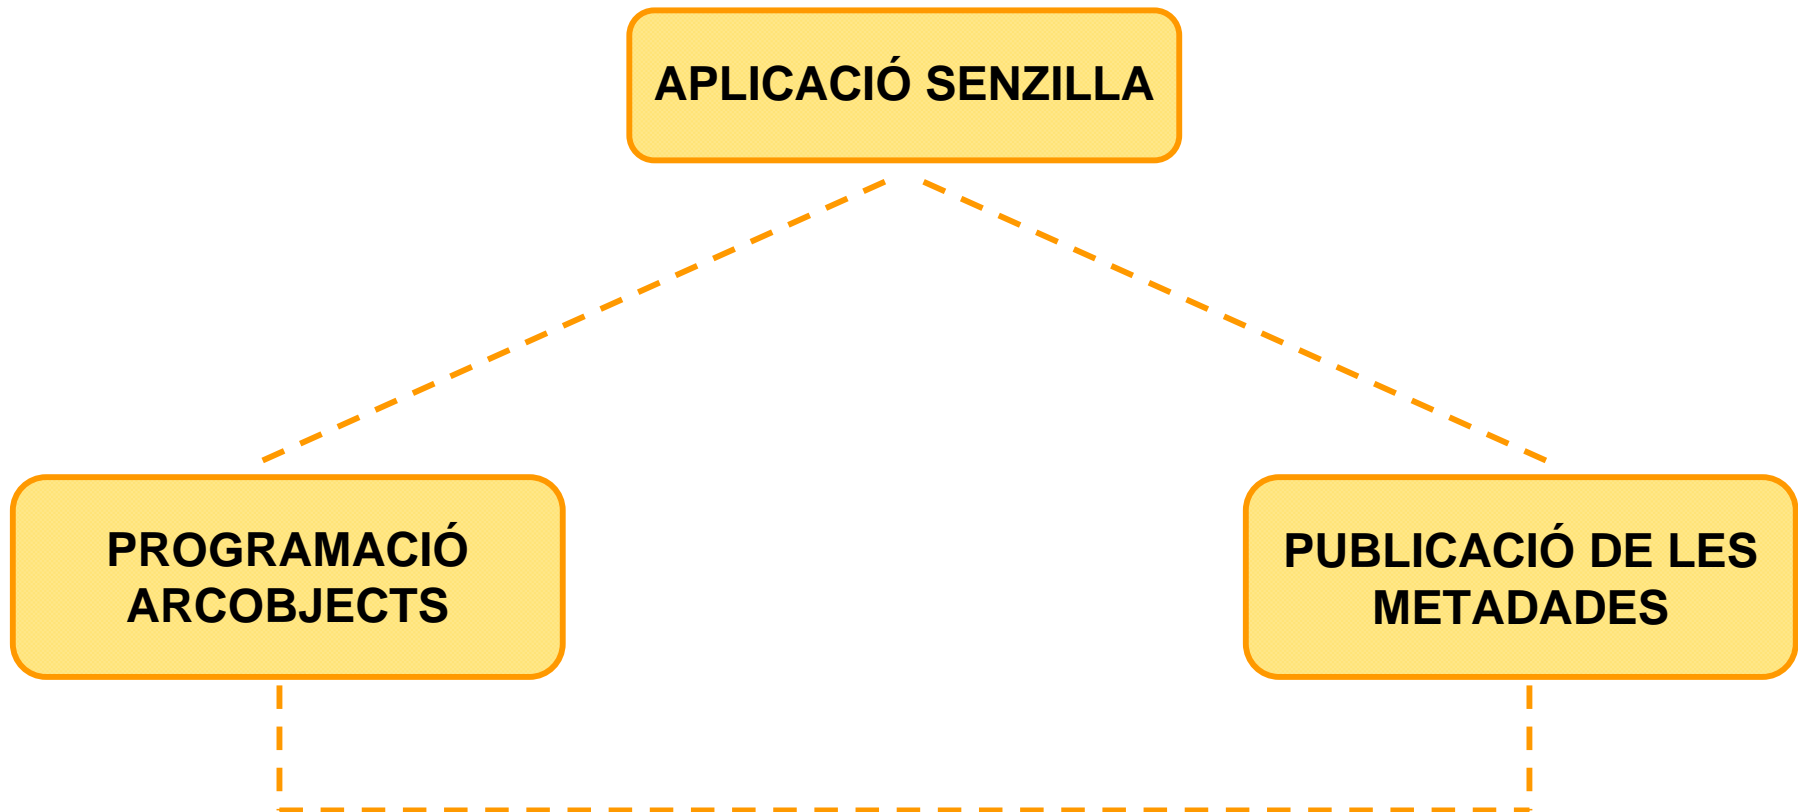 APLICACIÓ SENZILLA
PROGRAMACIÓ
ARCOBJECTS
PUBLICACIÓ DE LES
METADADES